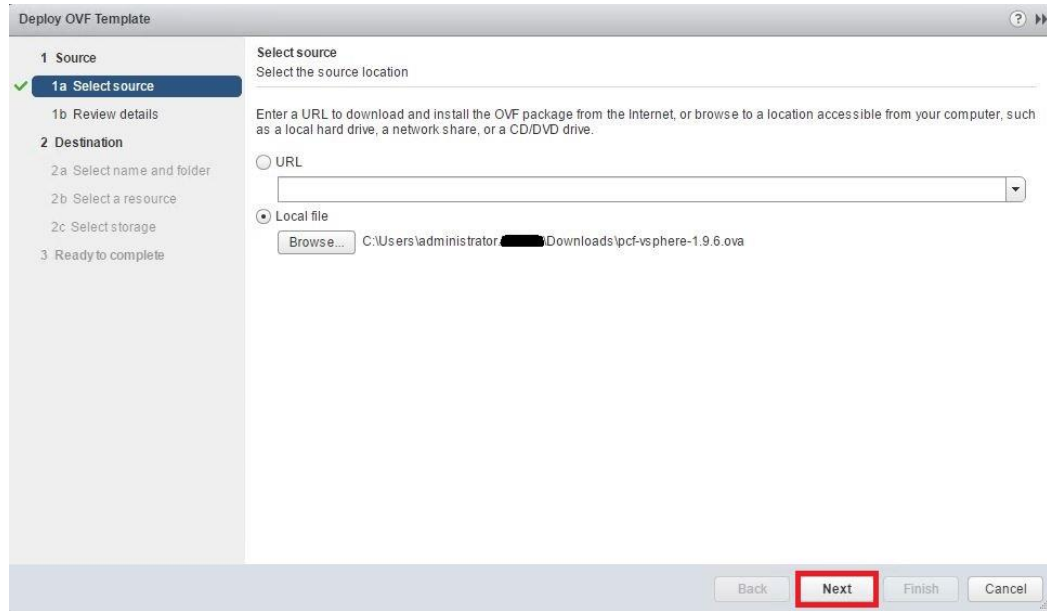 Deploy OVF Template
?
1 Source
1a Select source
1b Review details
2 Destination
2a Select name and folder
2b Select a resource
2c Select storage
3 Ready to complete
Select source
Select the source location
Enter a URL to download and install the OVF package from the Internet, or browse to a location accessible from your computer, such
as a local hard drive, a network share, or a CD/DVD drive.
URL
Local file
Browse... C:\Users\administrator. \Downloads\pcf-vsphere-1.9.6.ova
Back Next Finish Cancel